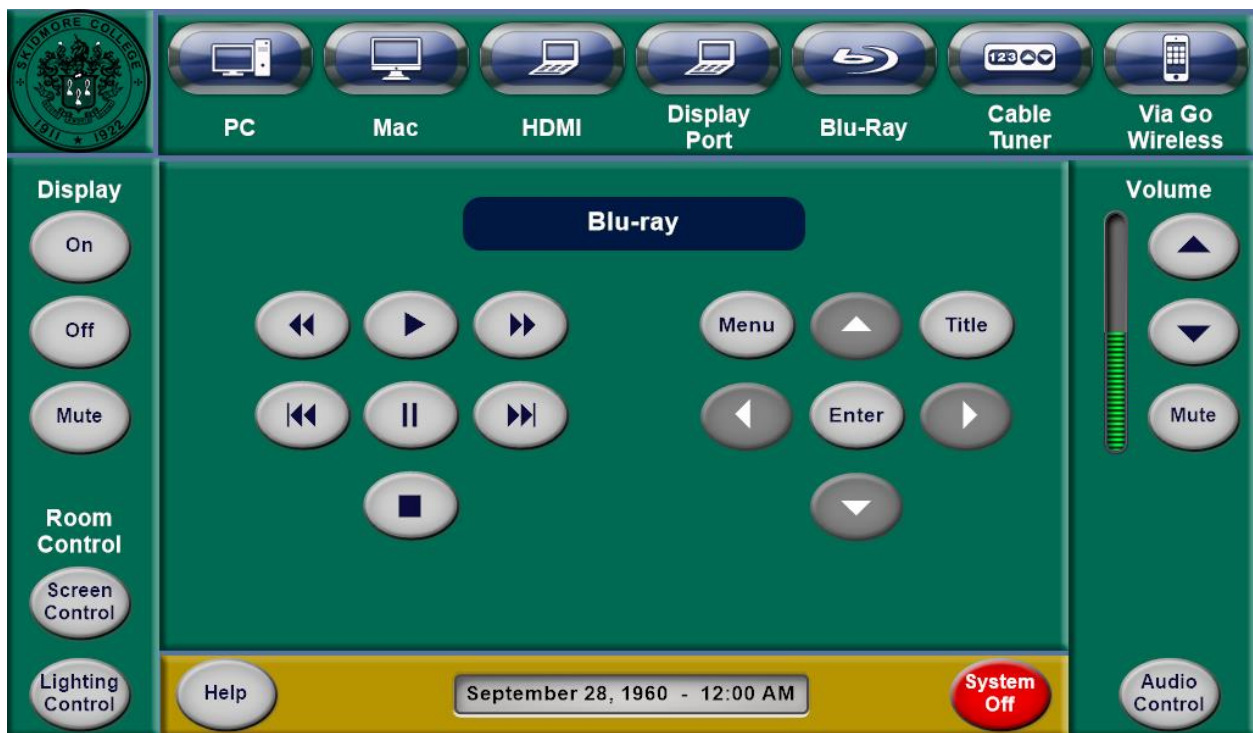 SKIDMORE COLLEGE
1911 ★ 1922
123
PC
Mac
HDMI
Display
Port
Blu-Ray
Cable
Tuner
Via Go
Wireless
Display
On
Off
Mute
Room
Control
Screen
Control
Lighting
Control
Blu-ray
Menu
Title
Enter
Volume
Mute
Audio
Control
Help
September 28, 1960 - 12:00 AM
System
Off